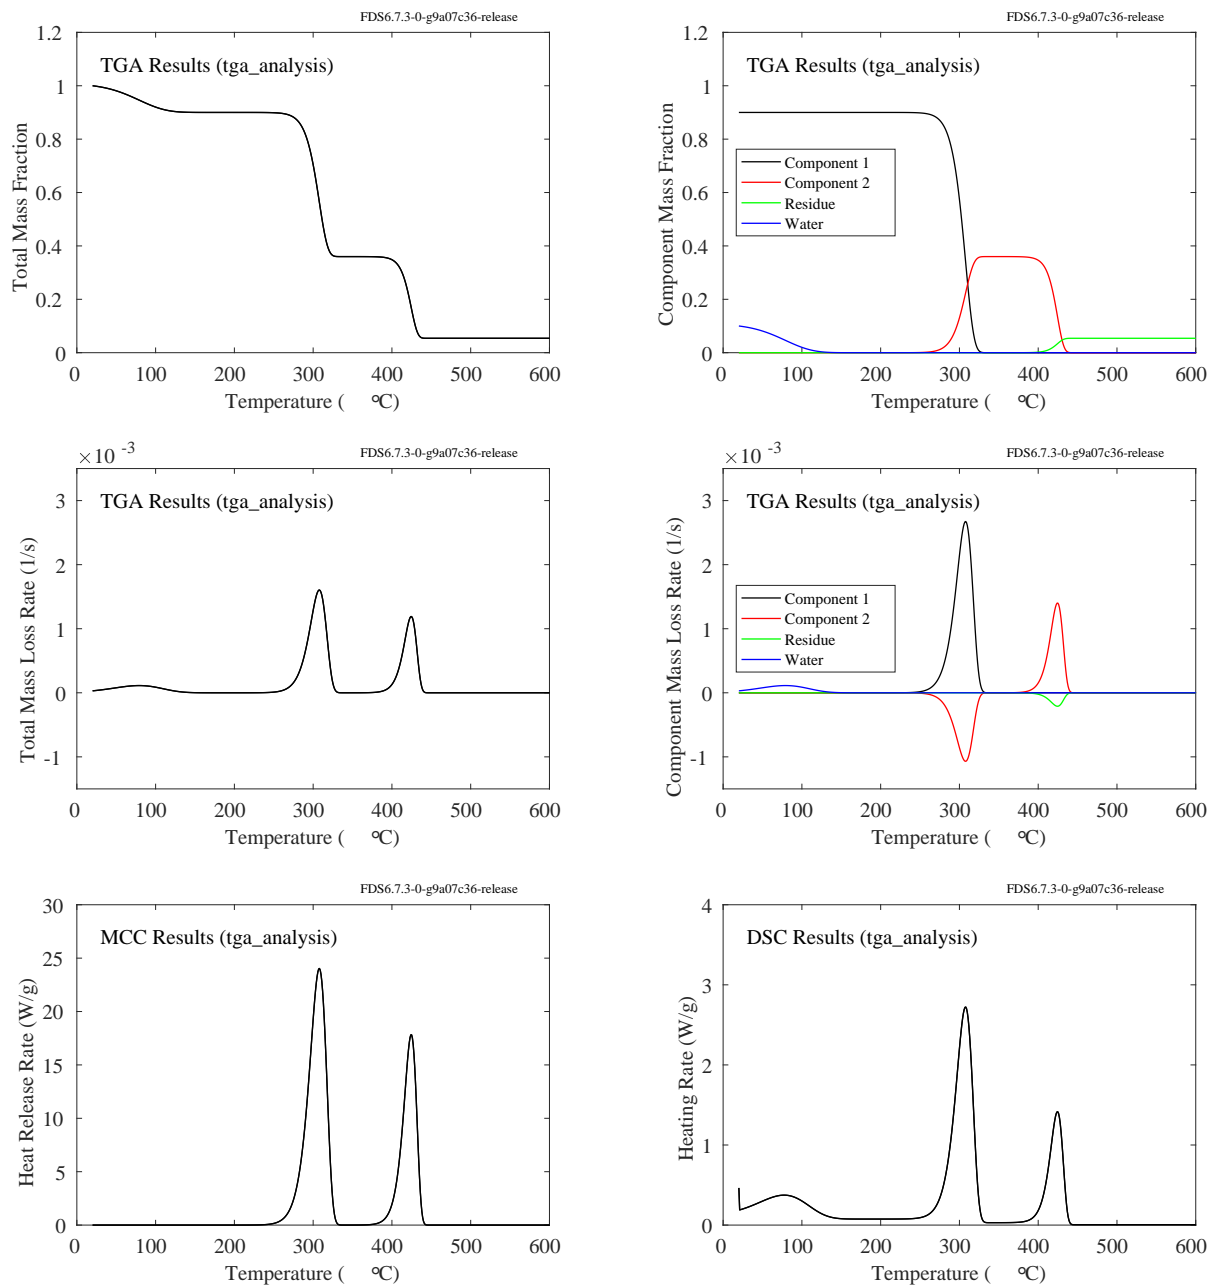 FDS6.7.3-0-g9a07c36-release
TGA Results (tga_analysis)
Total Mass Fraction
1.2
1
0.8
0.6
0.4
0.2
0
0 100 200 300 400 500 600
Temperature ( °C)
FDS6.7.3-0-g9a07c36-release
TGA Results (tga_analysis)
Component Mass Fraction
1.2
1
0.8
0.6
0.4
0.2
0
Component 1
Component 2
Residue
Water
0 100 200 300 400 500 600
Temperature ( °C)
×10 -3
FDS6.7.3-0-g9a07c36-release
TGA Results (tga_analysis)
Total Mass Loss Rate (1/s)
3
2
1
0
-1
0 100 200 300 400 500 600
Temperature ( °C)
×10 -3
FDS6.7.3-0-g9a07c36-release
TGA Results (tga_analysis)
Component Mass Loss Rate (1/s)
3
2
1
0
-1
Component 1
Component 2
Residue
Water
0 100 200 300 400 500 600
Temperature ( °C)
FDS6.7.3-0-g9a07c36-release
MCC Results (tga_analysis)
Heat Release Rate (W/g)
30
25
20
15
10
5
0
0 100 200 300 400 500 600
Temperature ( °C)
FDS6.7.3-0-g9a07c36-release
DSC Results (tga_analysis)
Heating Rate (W/g)
4
3
2
1
0
0 100 200 300 400 500 600
Temperature ( °C)